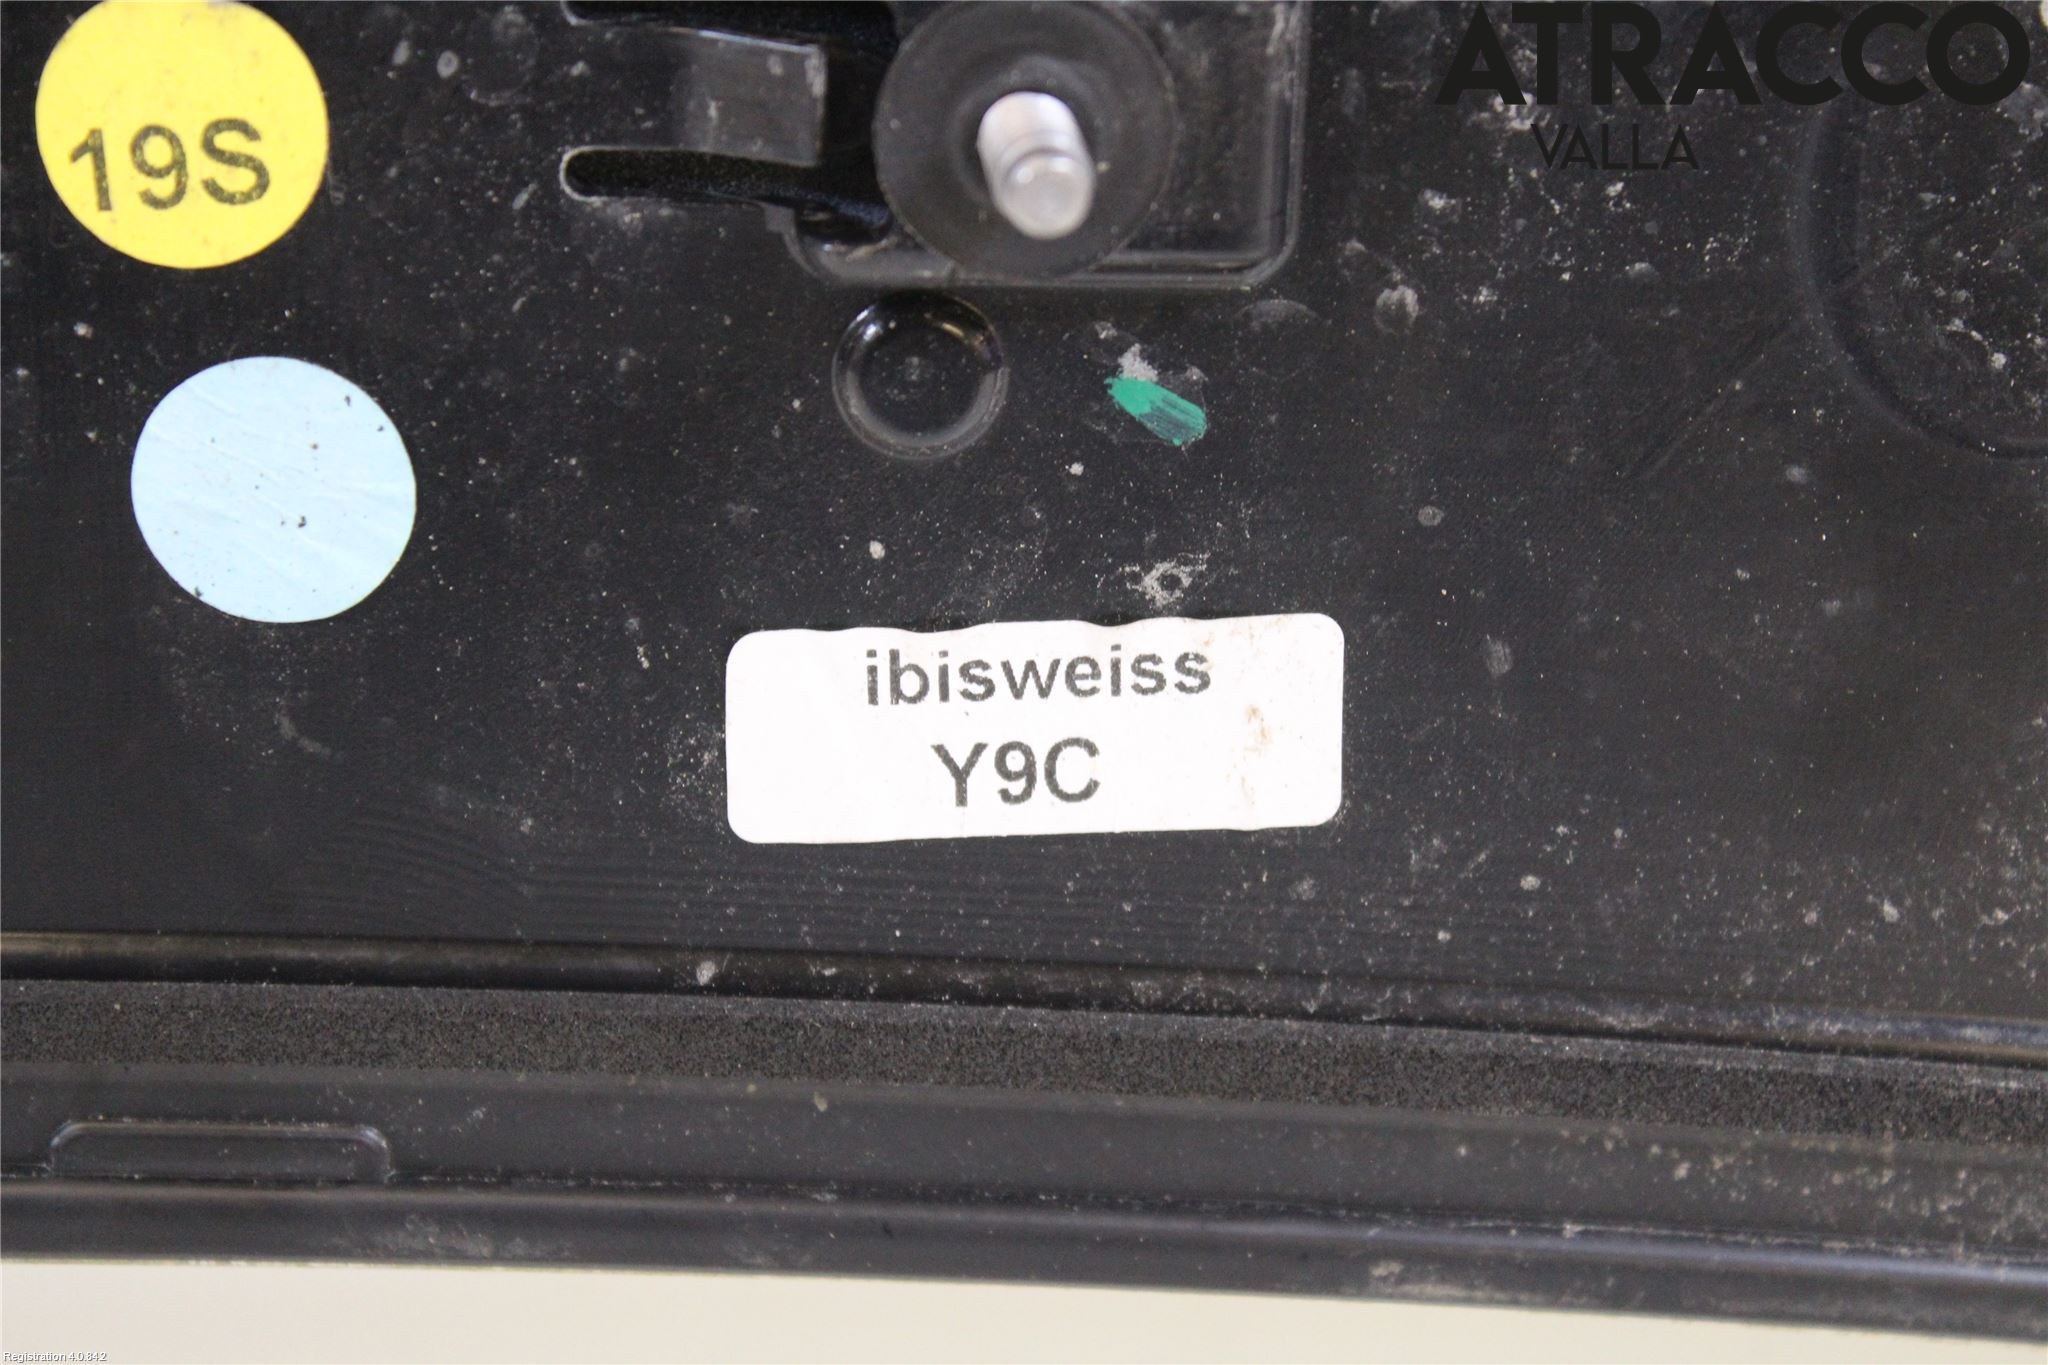 ATRACCO
VALLA
19S
ibisweiss
Y9C
Registration 4.0.842